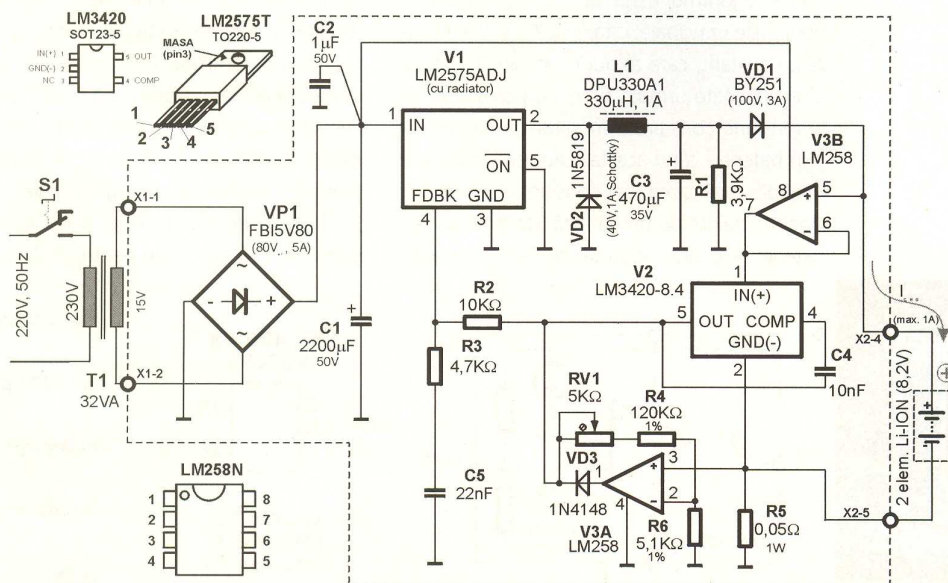 LM3420
SOT23-5
IN(+) 1
GND(-) 2
NC 3
5 OUT
4 COMP
LM2575T
TO220-5
MASA
(pin3)
1
2
3
4
5
C2
1µF
50V
V1
LM2575ADJ
(cu radiator)
1 IN
OUT 2
ON
5
FDBK
GND
4
3
L1
DPU330A1
330µH, 1A
VD1
BY251
(100V, 3A)
V3B
LM258
8
5
+
7
-
6
VD2
1N5819
(40V,1A,Schottky)
C3
470µF
35V
R1
3,9KΩ
S1
220V, 50Hz
230V
15V
T1
32VA
X1-1
X1-2
VP1
FBI5V80
(80V , 5A)
~
-
+
~
C1
2200µF
50V
R2
10KΩ
R3
4,7KΩ
C5
22nF
V2
LM3420-8.4
1
IN(+)
5
OUT
COMP
4
GND(-)
2
C4
10nF
RV1
5KΩ
R4
120KΩ
1%
VD3
1N4148
1
4
+
3
-
2
V3A
LM258
R6
5,1KΩ
1%
R5
0,05Ω
1W
I
(max. 1A)
X2-4
X2-5
+
2 elem. Li-ION (8,2V)
LM258N
1
2
3
4
8
7
6
5